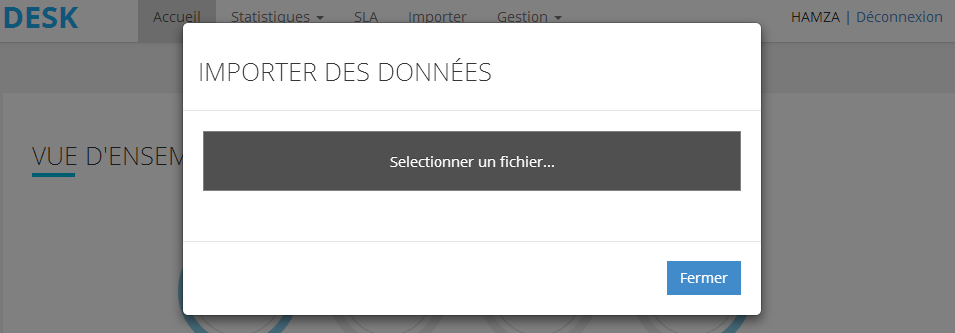 DESK Accueil Statistiques SLA Importer Gestion HAMZA | Déconnexion
IMPORTER DES DONNÉES
VUE D'ENSEM
Selectionner un fichier...
Fermer